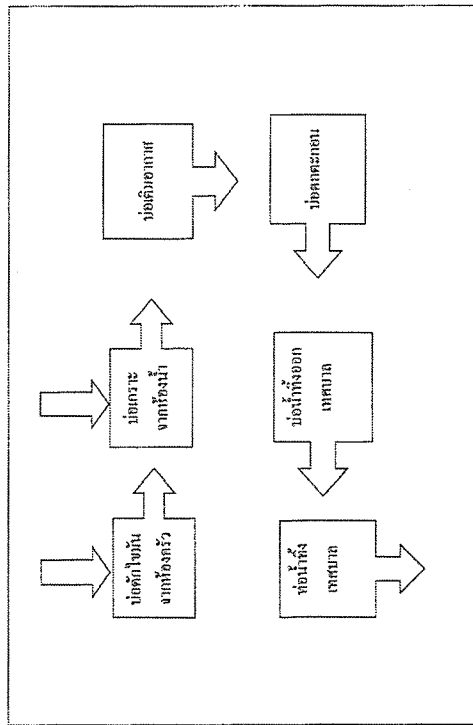 บ่อดักไขมัน
จากห้องครัว
บ่อเกราะ
จากห้องน้ำ
บ่อเติมอากาศ
บ่อตกตะกอน
บ่อน้ำทิ้งออก
เทศบาล
ท่อน้ำทิ้ง
เทศบาล